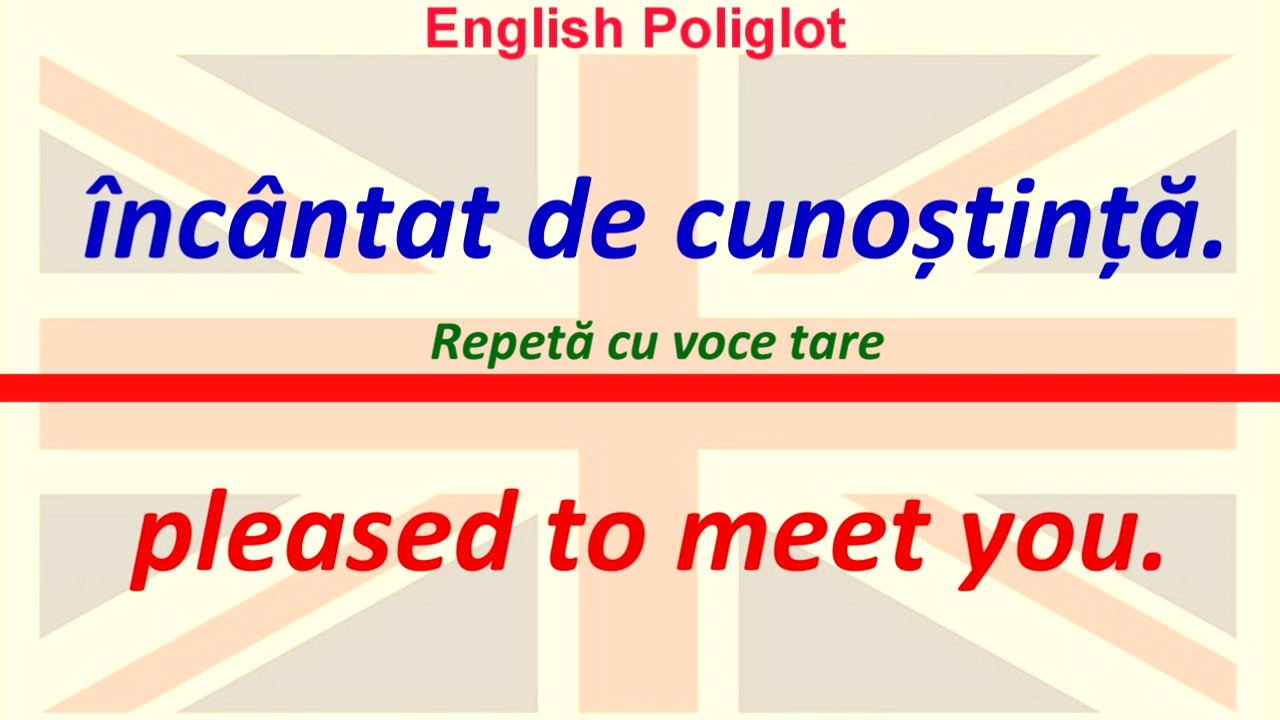 English Poliglot
încântat de cunoștință.
Repetă cu voce tare
pleased to meet you.